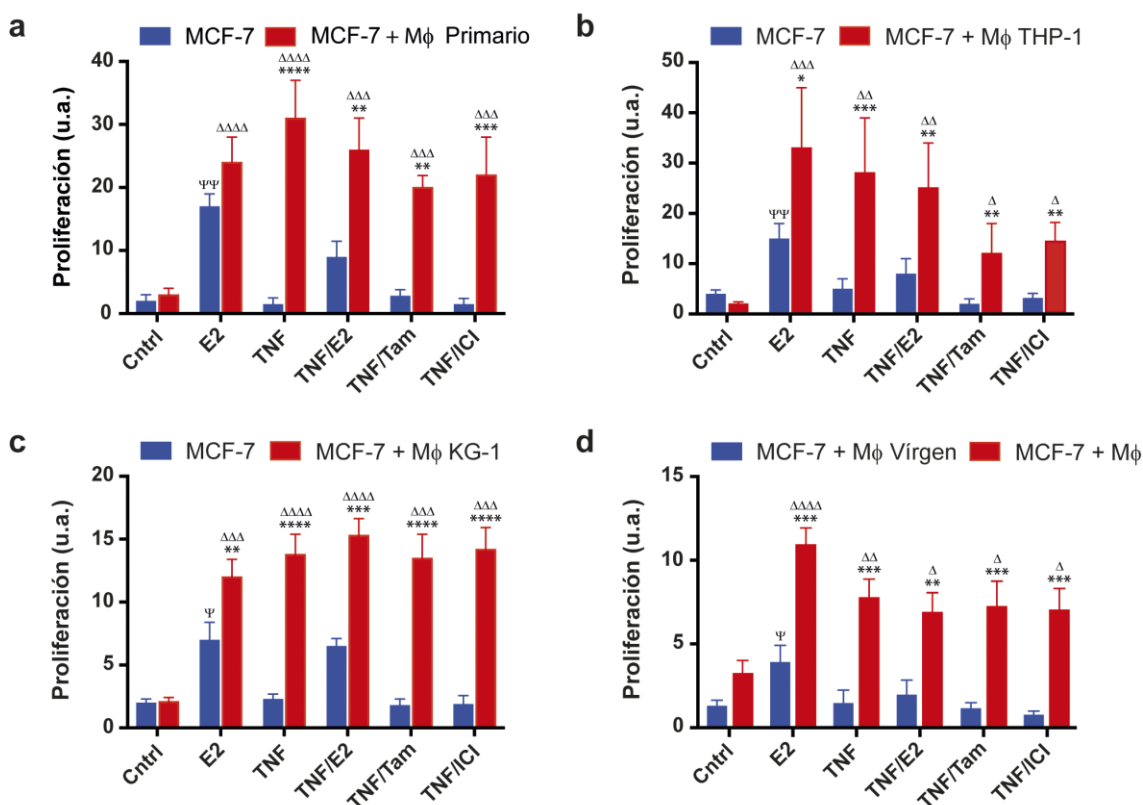 a
MCF-7 MCF-7 + Mϕ Primario
Proliferación (u.a.)
40
30
20
10
0
ΨΨ
ΔΔΔΔ
ΔΔΔΔ
****
ΔΔΔ
**
ΔΔΔ
**
ΔΔΔ
***
Cntrl E2 TNF TNF/E2 TNF/Tam TNF/ICI
b
MCF-7 MCF-7 + Mϕ THP-1
Proliferación (u.a.)
50
40
30
20
10
0
ΨΨ
ΔΔΔ
*
ΔΔ
***
ΔΔ
**
Δ
**
Δ
**
Cntrl E2 TNF TNF/E2 TNF/Tam TNF/ICI
c
MCF-7 MCF-7 + Mϕ KG-1
Proliferación (u.a.)
20
15
10
5
0
Ψ
ΔΔΔ
**
ΔΔΔΔ
****
ΔΔΔΔ
***
ΔΔΔ
****
ΔΔΔ
****
Cntrl E2 TNF TNF/E2 TNF/Tam TNF/ICI
d
MCF-7 + Mϕ Vírgen MCF-7 + Mϕ
Proliferación (u.a.)
15
10
5
0
Ψ
ΔΔΔΔ
***
ΔΔ
***
Δ
**
Δ
***
Δ
***
Cntrl E2 TNF TNF/E2 TNF/Tam TNF/ICI